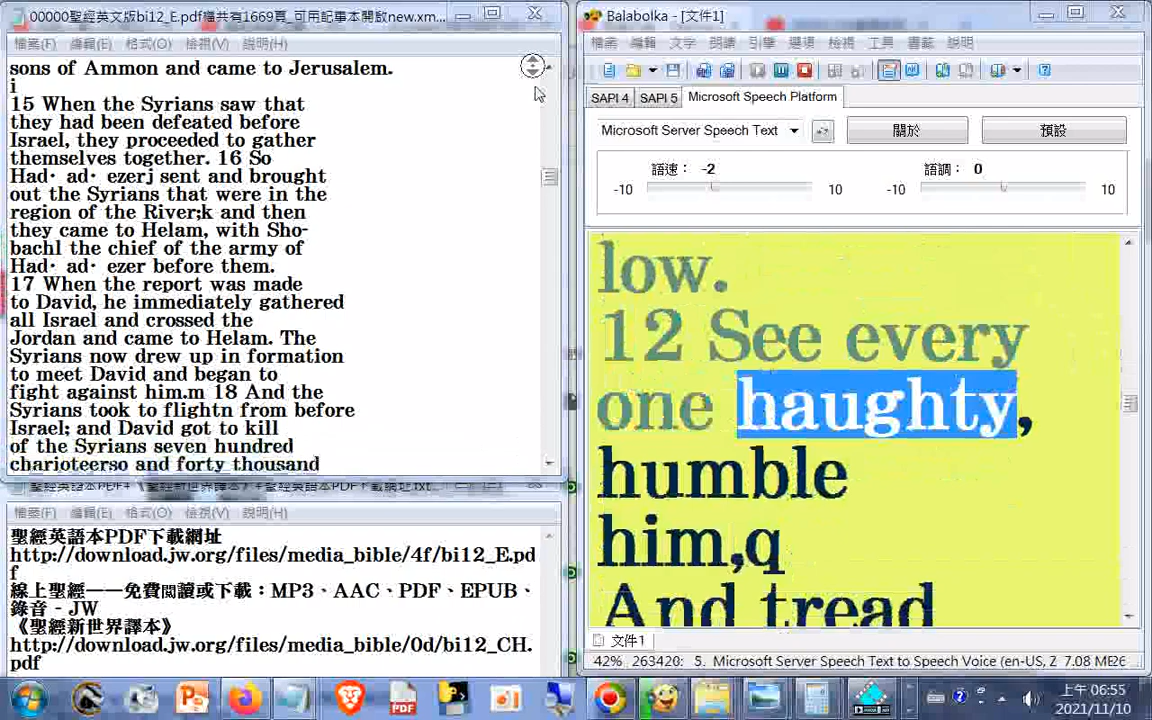 00000聖經英文版bi12_E.pdf檔共有1669頁_可用記事本開啟new.xm...
檔案(F) 編輯(E) 格式(O) 檢視(V) 說明(H)
sons of Ammon and came to Jerusalem.
i
15 When the Syrians saw that
they had been defeated before
Israel, they proceeded to gather
themselves together. 16 So
Had· ad· ezerj sent and brought
out the Syrians that were in the
region of the River;k and then
they came to Helam, with Sho-
bachl the chief of the army of
Had· ad· ezer before them.
17 When the report was made
to David, he immediately gathered
all Israel and crossed the
Jordan and came to Helam. The
Syrians now drew up in formation
to meet David and began to
fight against him.m 18 And the
Syrians took to flightn from before
Israel; and David got to kill
of the Syrians seven hundred
charioteerso and forty thousand
檔案(F) 編輯(E) 格式(O) 檢視(V) 說明(H)
聖經英語本PDF下載網址
http://download.jw.org/files/media_bible/4f/bi12_E.pd
f
線上聖經——免費閱讀或下載：MP3、AAC、PDF、EPUB、
錄音 - JW
《聖經新世界譯本》
http://download.jw.org/files/media_bible/0d/bi12_CH.
pdf
Balabolka - [文件1]
檔案 編輯 文字 朗讀 引擎 選項 檢視 工具 書籤 說明
SAPI 4 SAPI 5 Microsoft Speech Platform
Microsoft Server Speech Text 關於 預設
語速： -2 語調： 0
-10 10 -10 10
low.
12 See every
one haughty,
humble
him,q
And tread
文件1
42% 263420: 5. Microsoft Server Speech Text to Speech Voice (en-US, Z 7.08 ME26
上午 06:55
2021/11/10